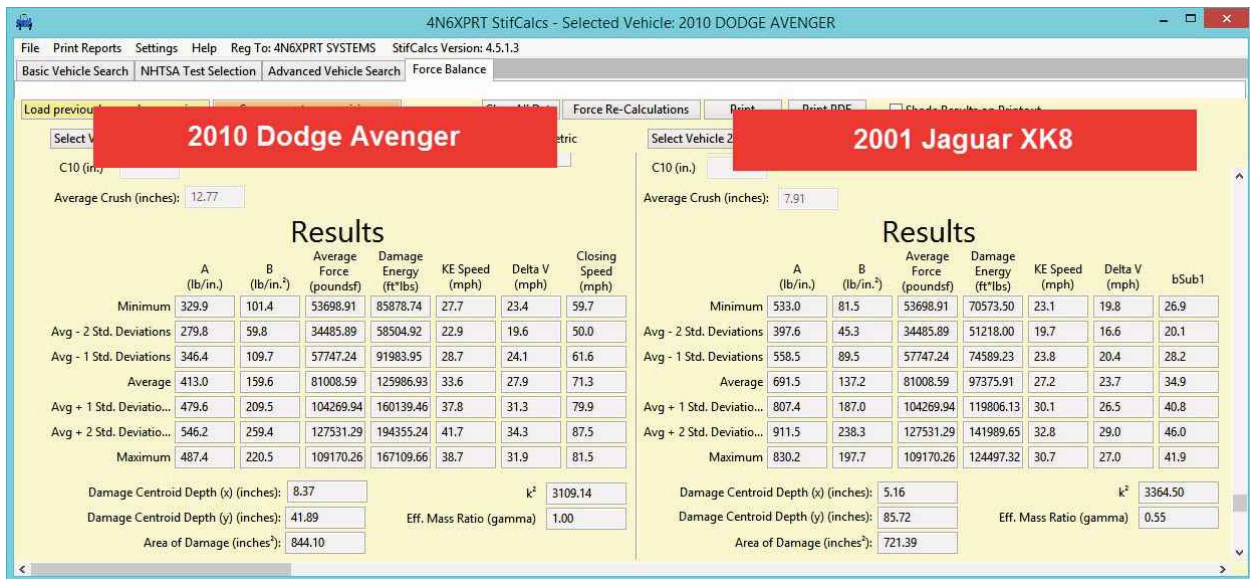 4N6XPRT StifCalcs - Selected Vehicle: 2010 DODGE AVENGER
File Print Reports Settings Help Reg To: 4N6XPRT SYSTEMS StifCalcs Version: 4.5.1.3
Basic Vehicle Search NHTSA Test Selection Advanced Vehicle Search Force Balance
Load Force Re-Calculations Print Print PDF
Select Select Vehicle 2
2010 Dodge Avenger 2001 Jaguar XK8
C10 (in.) C10 (in.)
Average Crush (inches): 12.77 Average Crush (inches): 7.91
Results Results
A (lb/in.) B (lb/in.²) Average Force (poundsf) Damage Energy (ft*lbs) KE Speed (mph) Delta V (mph) Closing Speed (mph) A (lb/in.) B (lb/in.²) Average Force (poundsf) Damage Energy (ft*lbs) KE Speed (mph) Delta V (mph) bSub1
Minimum 329.9 101.4 53698.91 85878.74 27.7 23.4 59.7 Minimum 533.0 81.5 53698.91 70573.50 23.1 19.8 26.9
Avg - 2 Std. Deviations 279.8 59.8 34485.89 58504.92 22.9 19.6 50.0 Avg - 2 Std. Deviations 397.6 45.3 34485.89 51218.00 19.7 16.6 20.1
Avg - 1 Std. Deviations 346.4 109.7 57747.24 91983.95 28.7 24.1 61.6 Avg - 1 Std. Deviations 558.5 89.5 57747.24 74589.23 23.8 20.4 28.2
Average 413.0 159.6 81008.59 125986.93 33.6 27.9 71.3 Average 691.5 137.2 81008.59 97375.91 27.2 23.7 34.9
Avg + 1 Std. Deviatio... 479.6 209.5 104269.94 160139.46 37.8 31.3 79.9 Avg + 1 Std. Deviatio... 807.4 187.0 104269.94 119806.13 30.1 26.5 40.8
Avg + 2 Std. Deviatio... 546.2 259.4 127531.29 194355.24 41.7 34.3 87.5 Avg + 2 Std. Deviatio... 911.5 238.3 127531.29 141989.65 32.8 29.0 46.0
Maximum 487.4 220.5 109170.26 167109.66 38.7 31.9 81.5 Maximum 830.2 197.7 109170.26 124497.32 30.7 27.0 41.9
Damage Centroid Depth (x) (inches): 8.37 k² 3109.14 Damage Centroid Depth (x) (inches): 5.16 k² 3364.50
Damage Centroid Depth (y) (inches): 41.89 Eff. Mass Ratio (gamma) 1.00 Damage Centroid Depth (y) (inches): 85.72 Eff. Mass Ratio (gamma) 0.55
Area of Damage (inches²): 844.10 Area of Damage (inches²): 721.39